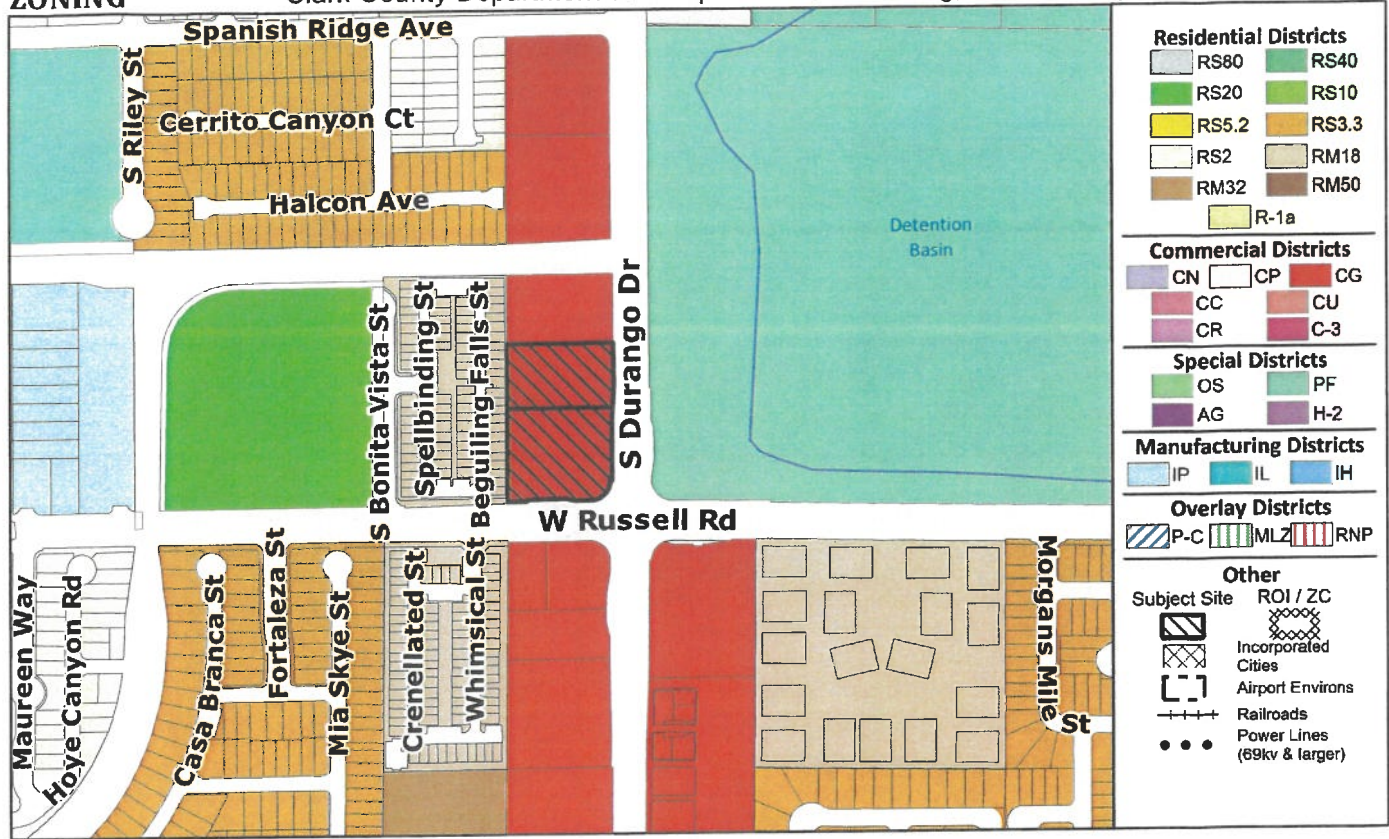 ZONING
Spanish Ridge Ave
S Riley St
Cerrito Canyon Ct
Halcon Ave
Detention
Basin
S Durango Dr
S Bonita Vista St
Spellbinding St
Beguiling Falls St
W Russell Rd
Maureen Way
Hoye Canyon Rd
Casa Branca St
Fortaleza St
Mia Skye St
Crenellated St
Whimsical St
Morgans Mile
St
Residential Districts
RS80 RS40
RS20 RS10
RS5.2 RS3.3
RS2 RM18
RM32 RM50
R-1a
Commercial Districts
CN CP CG
CC CU
CR C-3
Special Districts
OS PF
AG H-2
Manufacturing Districts
IP IL IH
Overlay Districts
P-C MLZ RNP
Other
Subject Site ROI / ZC
Incorporated
Cities
Airport Environs
Railroads
Power Lines
(69kv & larger)